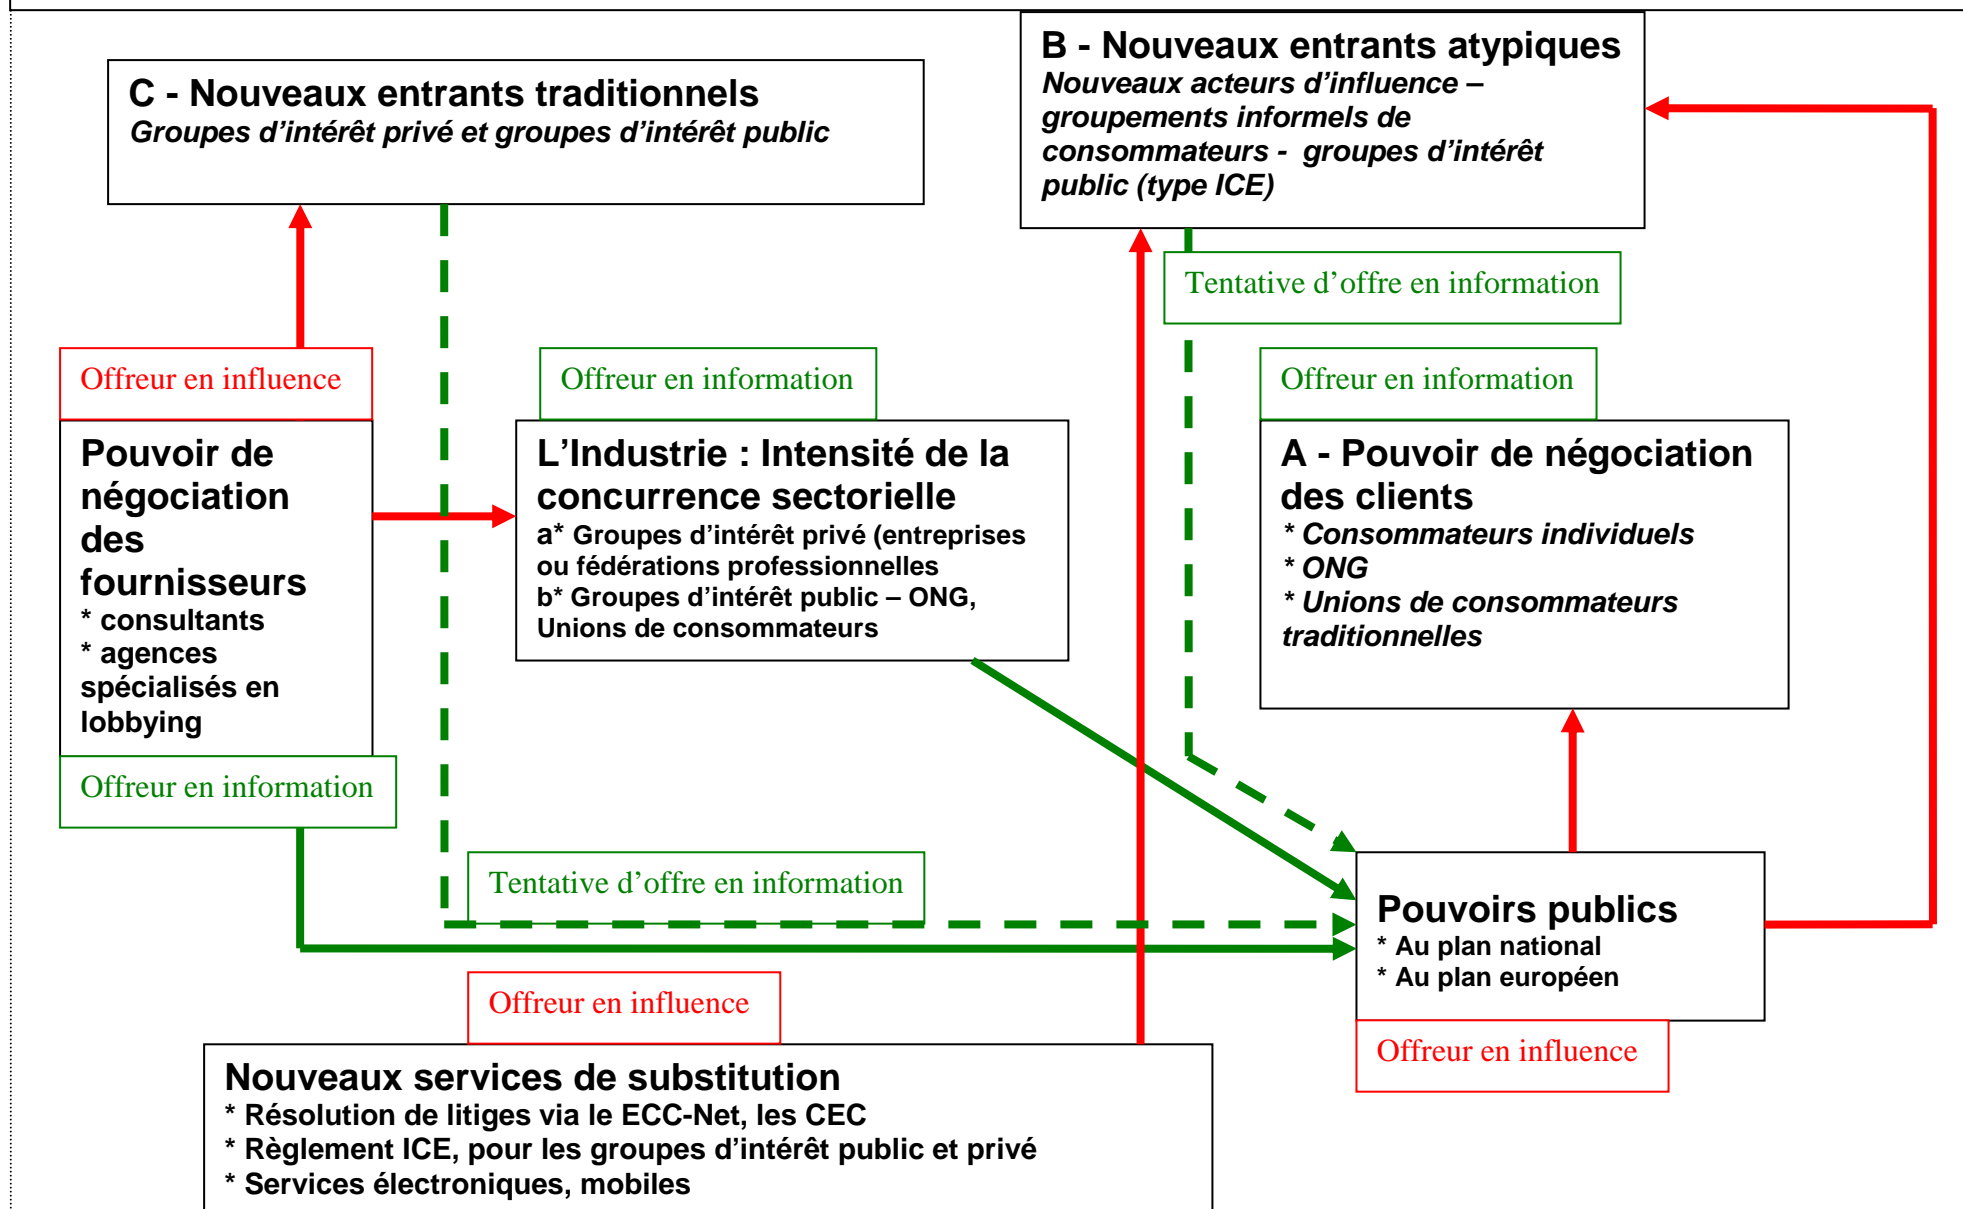 C - Nouveaux entrants traditionnels
Groupes d’intérêt privé et groupes d’intérêt public
B - Nouveaux entrants atypiques
Nouveaux acteurs d’influence –
groupements informels de
consommateurs - groupes d’intérêt
public (type ICE)
Tentative d’offre en information
Offreur en influence
Pouvoir de
négociation
des
fournisseurs
* consultants
* agences
spécialisés en
lobbying
Offreur en information
Offreur en information
L’Industrie : Intensité de la
concurrence sectorielle
a* Groupes d’intérêt privé (entreprises
ou fédérations professionnelles
b* Groupes d’intérêt public – ONG,
Unions de consommateurs
Offreur en information
A - Pouvoir de négociation
des clients
* Consommateurs individuels
* ONG
* Unions de consommateurs
traditionnelles
Tentative d’offre en information
Pouvoirs publics
* Au plan national
* Au plan européen
Offreur en influence
Offreur en influence
Nouveaux services de substitution
* Résolution de litiges via le ECC-Net, les CEC
* Règlement ICE, pour les groupes d’intérêt public et privé
* Services électroniques, mobiles